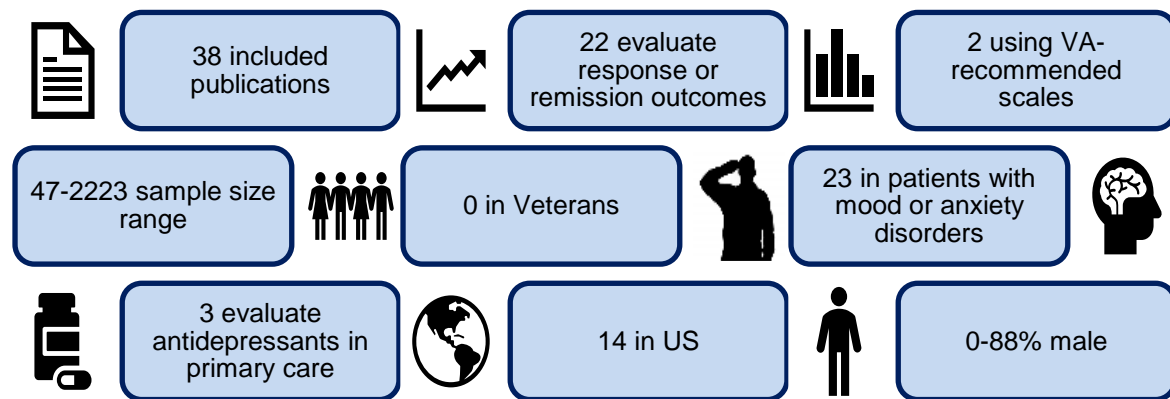 38 included
publications
22 evaluate
response or
remission outcomes
2 using VA-
recommended
scales
47-2223 sample size
range
0 in Veterans
23 in patients with
mood or anxiety
disorders
3 evaluate
antidepressants in
primary care
14 in US
0-88% male